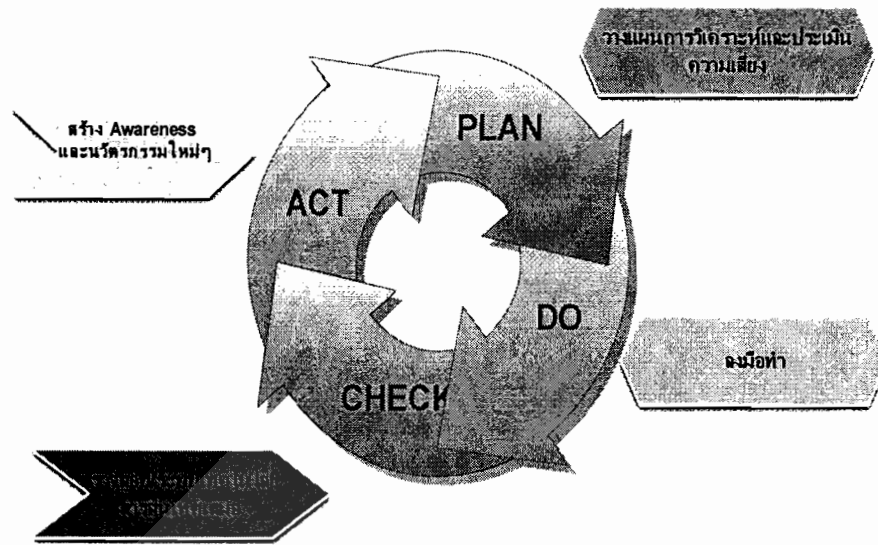 วางแผนการวิเคราะห์และประเมิน
ความเสี่ยง
PLAN
สร้าง Awareness
และนวัตรกรรมใหม่ๆ
ACT
DO
ลงมือทำ
CHECK